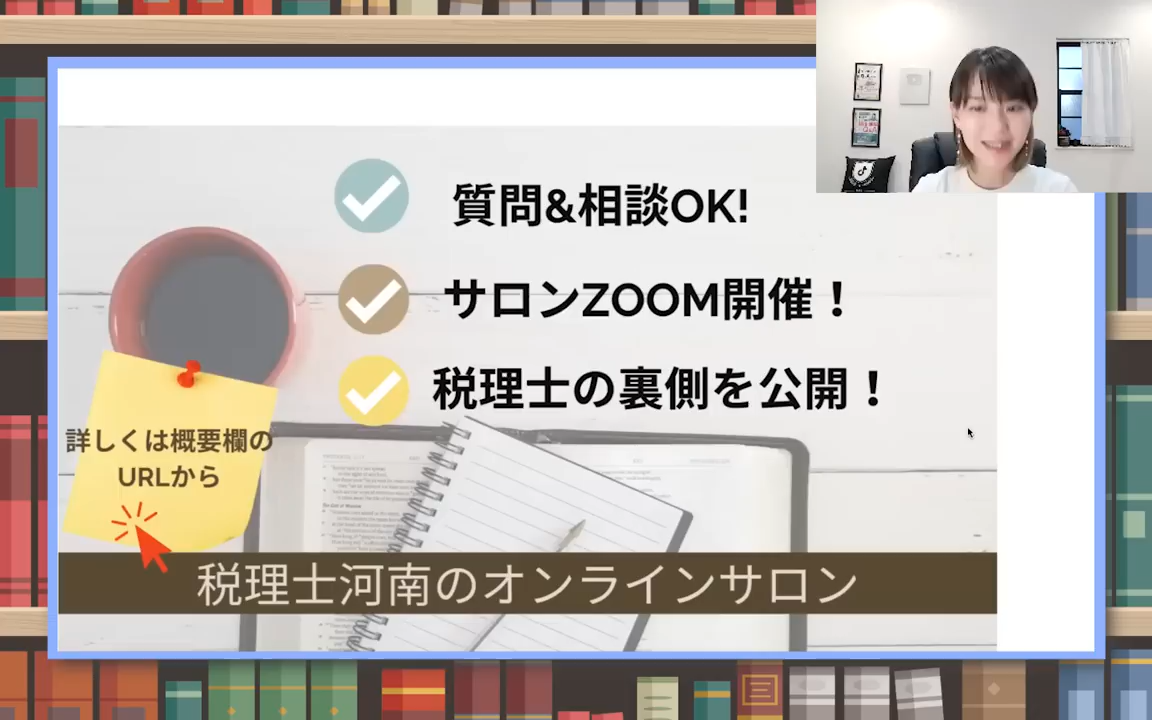 質問&相談OK!
サロンZOOM開催！
税理士の裏側を公開！
詳しくは概要欄の
URLから
税理士河南のオンラインサロン